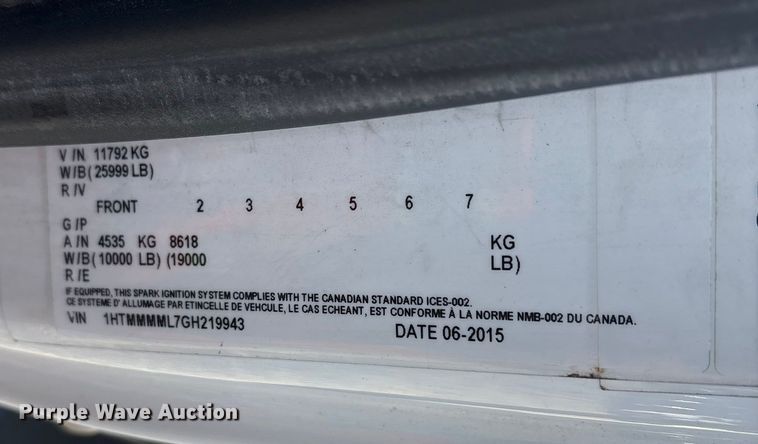 V /N 11792 KG
W/B( 25999 LB)
R /V
FRONT 2 3 4 5 6 7
G /P
A /N 4535 KG 8618 KG
W/B (10000 LB) (19000 LB)
R /E
IF EQUIPPED, THIS SPARK IGNITION SYSTEM COMPLIES WITH THE CANADIAN STANDARD ICES-002.
CE SYSTEME D' ALLUMAGE PAR ETINCELLE DE VEHCULE, LE CAS ECHEANT, EST CONFORME À LA NORME NMB-002 DU CANADA.
VIN 1HTMMMML7GH219943 DATE 06-2015
Purple Wave Auction